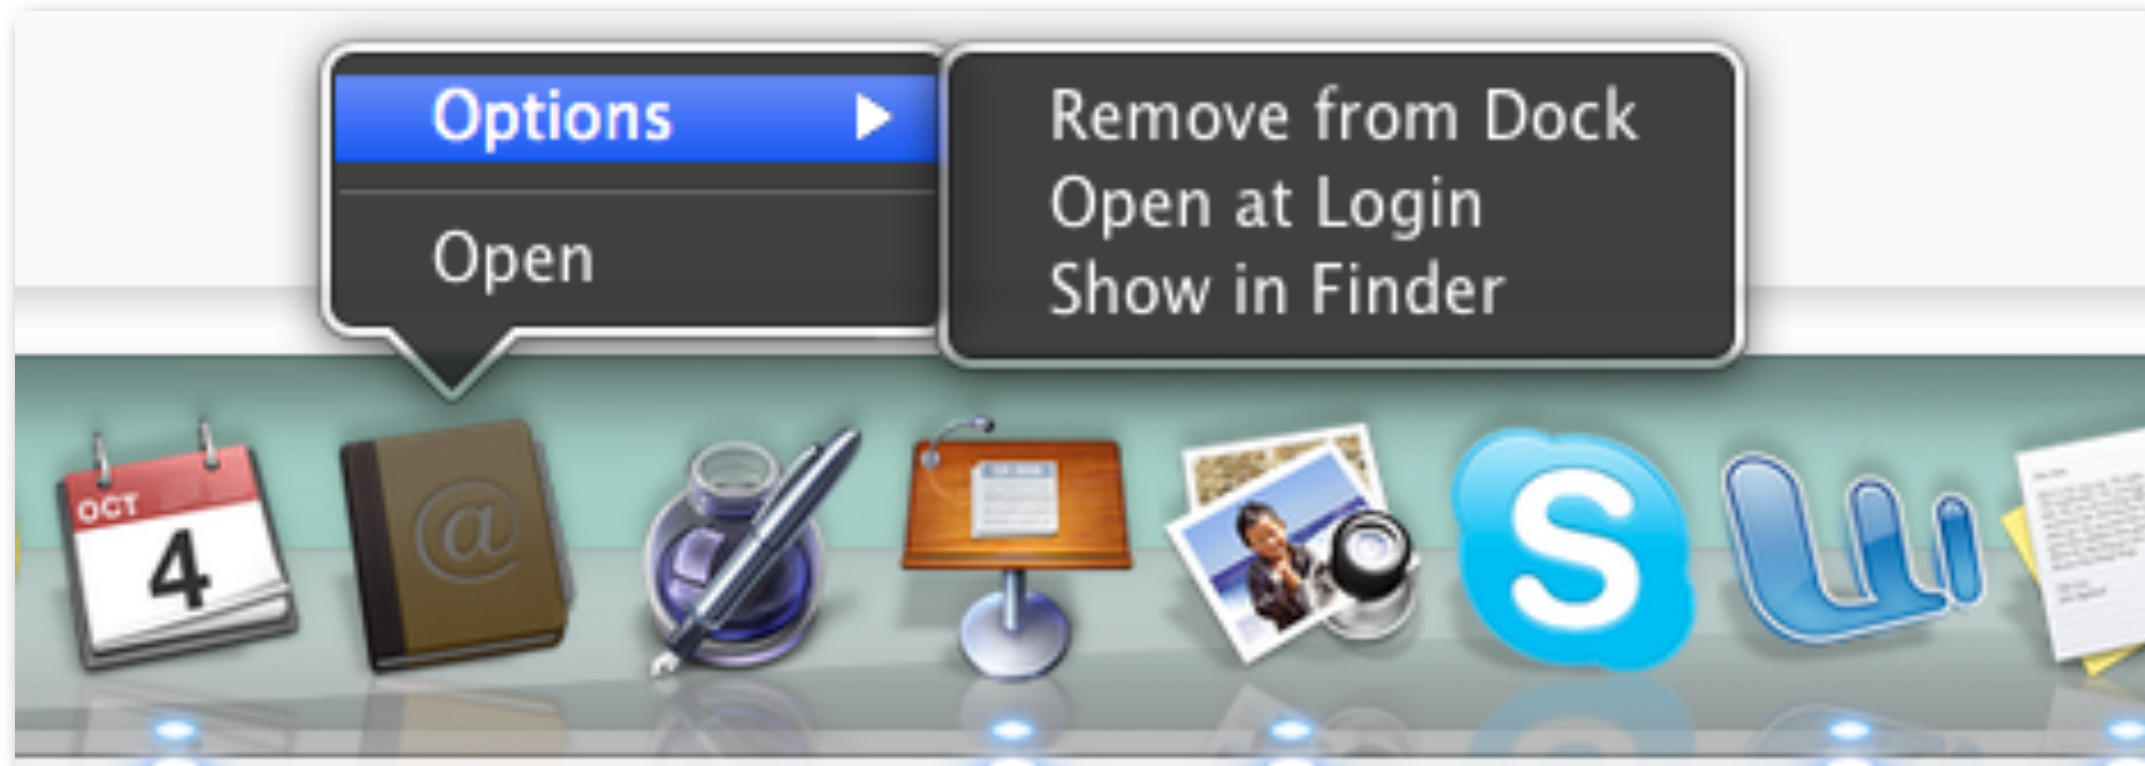 Options
Open
Remove from Dock
Open at Login
Show in Finder
OCT
4
@
S
W